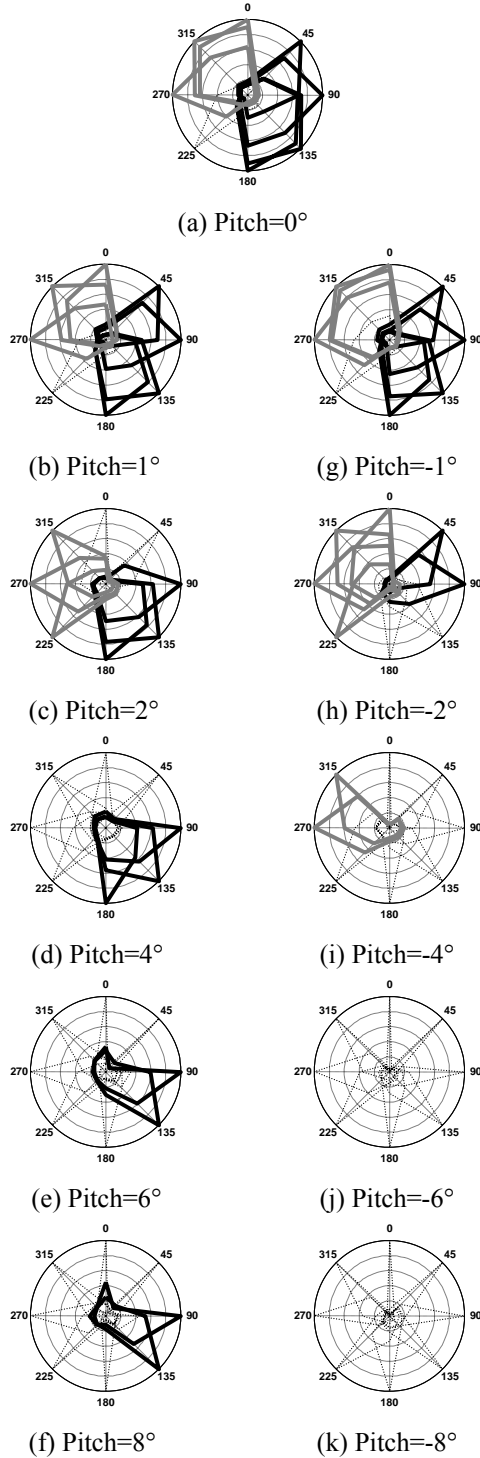 0
315 45
270 90
225 135
180
(a) Pitch=0°
0 0
315 45 315 45
270 90 270 90
225 135 225 135
180 180
(b) Pitch=1° (g) Pitch=-1°
0 0
315 45 315 45
270 90 270 90
225 135 225 135
180 180
(c) Pitch=2° (h) Pitch=-2°
0 0
315 45 315 45
270 90 270 90
225 135 225 135
180 180
(d) Pitch=4° (i) Pitch=-4°
0 0
315 45 315 45
270 90 270 90
225 135 225 135
180 180
(e) Pitch=6° (j) Pitch=-6°
0 0
315 45 315 45
270 90 270 90
225 135 225 135
180 180
(f) Pitch=8° (k) Pitch=-8°